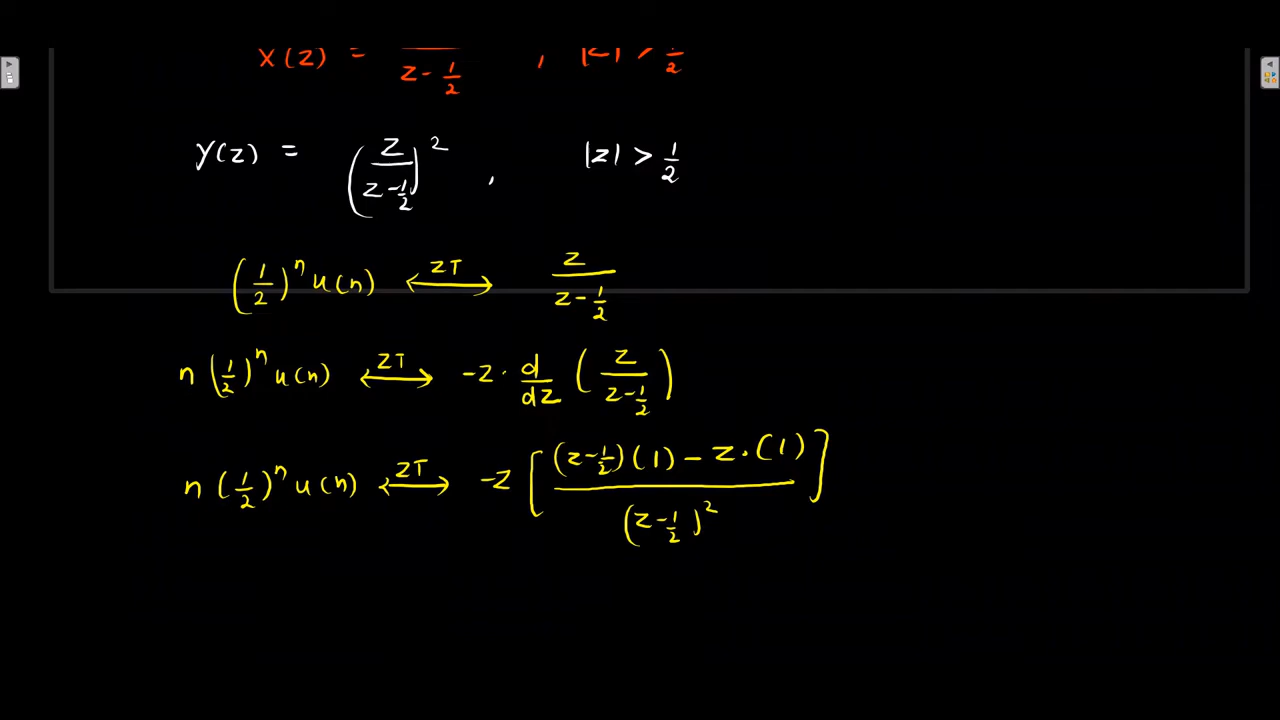 X(z) = ― / z - 1/2 , |z| > 1/2
Y(z) = (z / z - 1/2)^2 , |z| > 1/2
(1/2)^n u(n) <--ZT--> z / z - 1/2
n (1/2)^n u(n) <--ZT--> -z · d/dz (z / z - 1/2)
n (1/2)^n u(n) <--ZT--> -z [(z - 1/2)(1) - z·(1) / (z - 1/2)^2]